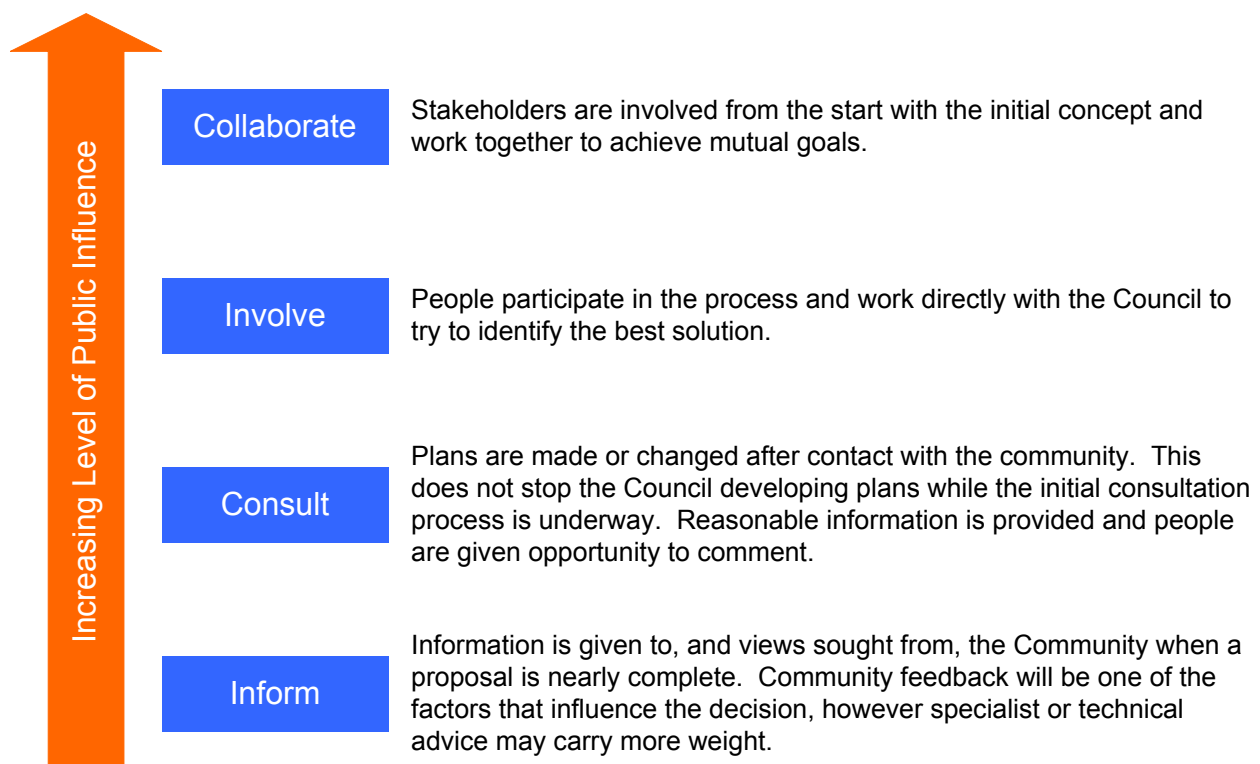 Increasing Level of Public Influence
Collaborate
Stakeholders are involved from the start with the initial concept and
work together to achieve mutual goals.
Involve
People participate in the process and work directly with the Council to
try to identify the best solution.
Consult
Plans are made or changed after contact with the community.  This
does not stop the Council developing plans while the initial consultation
process is underway.  Reasonable information is provided and people
are given opportunity to comment.
Inform
Information is given to, and views sought from, the Community when a
proposal is nearly complete.  Community feedback will be one of the
factors that influence the decision, however specialist or technical
advice may carry more weight.